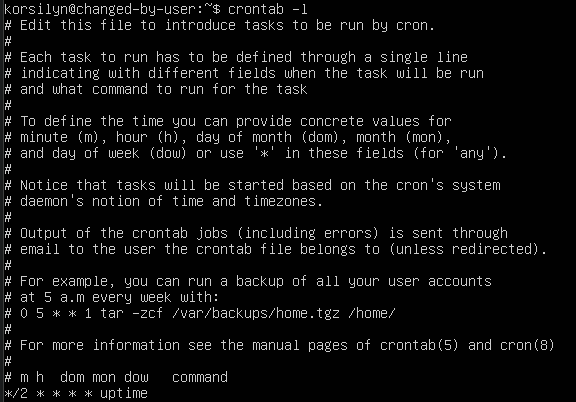 korsilyn@changed-by-user:~$ crontab -l
# Edit this file to introduce tasks to be run by cron.
#
# Each task to run has to be defined through a single line
# indicating with different fields when the task will be run
# and what command to run for the task
#
# To define the time you can provide concrete values for
# minute (m), hour (h), day of month (dom), month (mon),
# and day of week (dow) or use '*' in these fields (for 'any').
#
# Notice that tasks will be started based on the cron's system
# daemon's notion of time and timezones.
#
# Output of the crontab jobs (including errors) is sent through
# email to the user the crontab file belongs to (unless redirected).
#
# For example, you can run a backup of all your user accounts
# at 5 a.m every week with:
# 0 5 * * 1 tar -zcf /var/backups/home.tgz /home/
#
# For more information see the manual pages of crontab(5) and cron(8)
#
# m h  dom mon dow   command
*/2 * * * * uptime